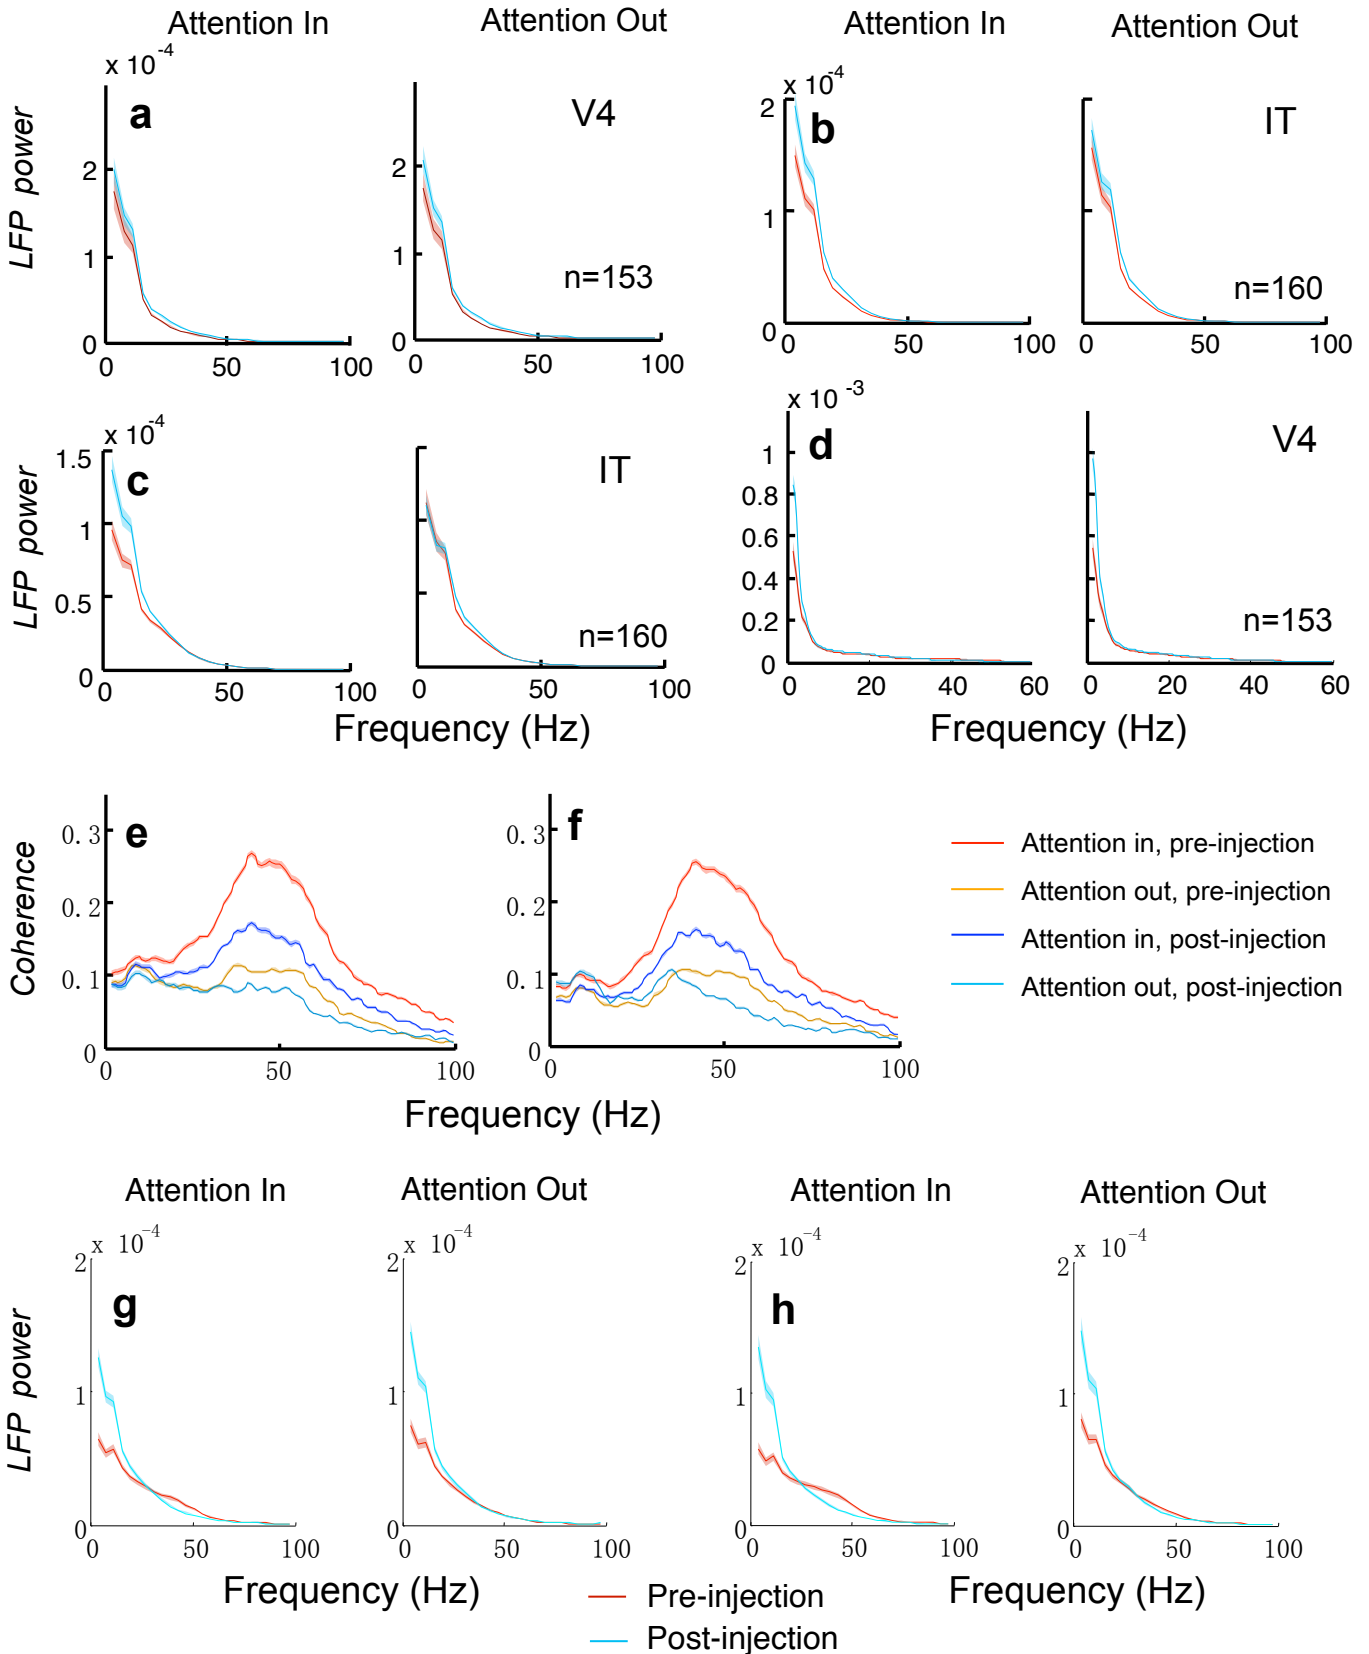 Attention In
Attention Out
Attention In
Attention Out
x 10-4
a
V4
LFP power
2
1
0
2
1
0
n=153
0
50
100
0
50
100
x 10-4
b
IT
2
1
0
n=160
0
50
100
0
50
100
x 10-4
c
IT
LFP power
1.5
1
0.5
0
n=160
0
50
100
0
50
100
Frequency (Hz)
x 10 -3
d
V4
1
0.8
0.6
0.4
0.2
0
n=153
0
20
40
60
0
20
40
60
Frequency (Hz)
e
Coherence
0.3
0.2
0.1
0
0
50
100
f
0.3
0.2
0.1
0
0
50
100
Frequency (Hz)
Attention in, pre-injection
Attention out, pre-injection
Attention in, post-injection
Attention out, post-injection
Attention In
Attention Out
Attention In
Attention Out
x 10-4
x 10-4
g
LFP power
2
1
0
2
1
0
0
50
100
0
50
100
Frequency (Hz)
x 10-4
x 10-4
h
2
1
0
2
1
0
0
50
100
0
50
100
Frequency (Hz)
Pre-injection
Post-injection